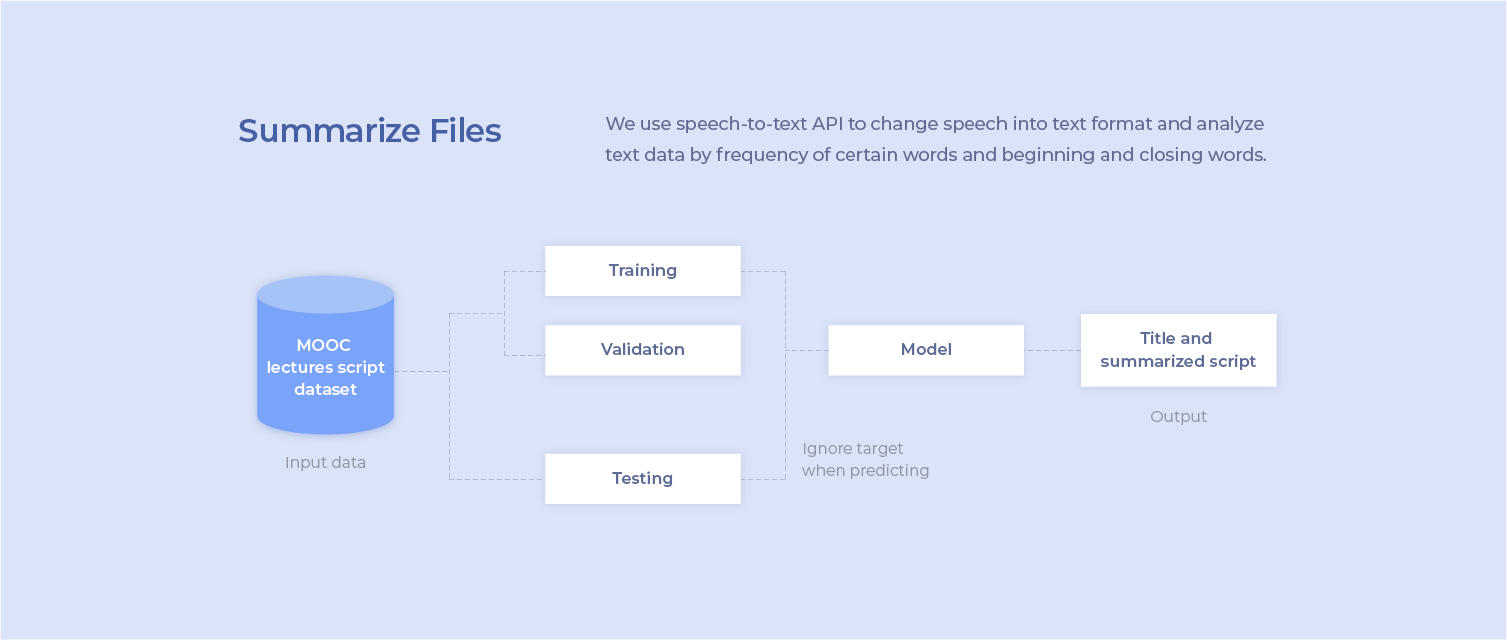 Summarize Files
We use speech-to-text API to change speech into text format and analyze
text data by frequency of certain words and beginning and closing words.
MOOC
lectures script
dataset
Input data
Training
Validation
Testing
Model
Ignore target
when predicting
Title and
summarized script
Output